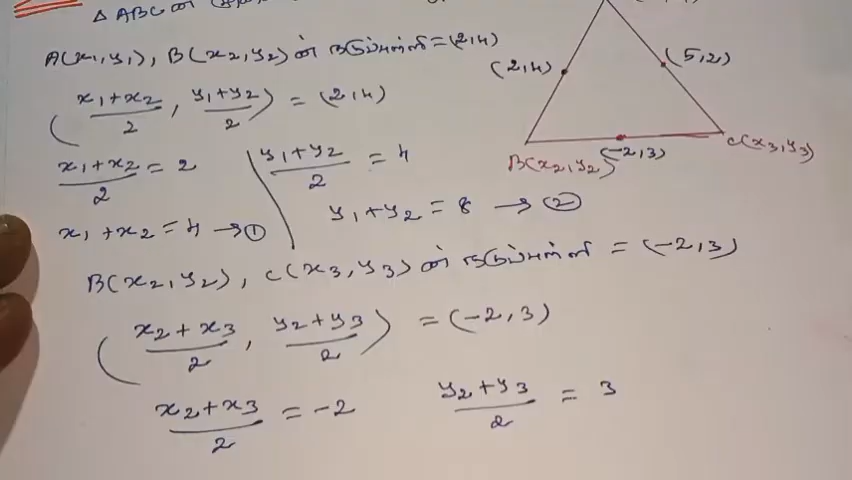 △ ABC ன்
A(x₁,y₁), B(x₂,y₂) ன் நடுப்புள்ளி = (2,4)
(x₁+x₂/2, y₁+y₂/2) = (2,4)
x₁+x₂/2 = 2
y₁+y₂/2 = 4
x₁+x₂ = 4 → ①
y₁+y₂ = 8 → ②
B(x₂,y₂), C(x₃,y₃) ன் நடுப்புள்ளி = (-2,3)
(x₂+x₃/2, y₂+y₃/2) = (-2,3)
x₂+x₃/2 = -2
y₂+y₃/2 = 3
(2,4)
(5,2)
B(x₂,y₂)
(-2,3)
C(x₃,y₃)